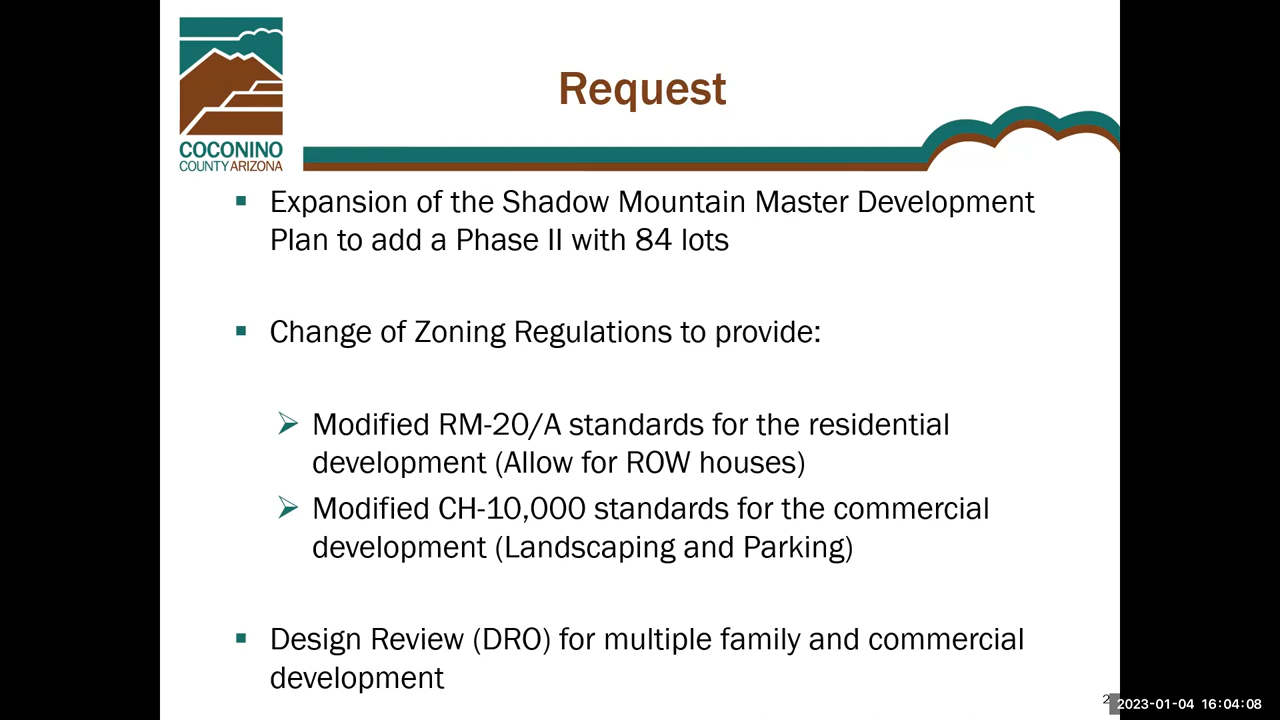 Request
COCONINO
COUNTY ARIZONA
Expansion of the Shadow Mountain Master Development
Plan to add a Phase II with 84 lots
Change of Zoning Regulations to provide:
Modified RM-20/A standards for the residential
development (Allow for ROW houses)
Modified CH-10,000 standards for the commercial
development (Landscaping and Parking)
Design Review (DRO) for multiple family and commercial
development
2
2023-01-04 16:04:08